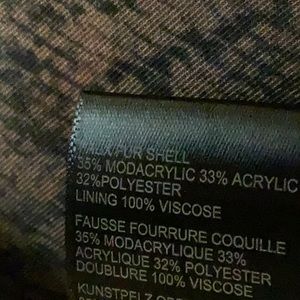 FUR SHELL
35% MODACRYLIC 33% ACRYLIC
32%POLYESTER
LINING 100% VISCOSE
FAUSSE FOURRURE COQUILLE
35% MODACRYLIQUE 33%
ACRYLIQUE 32% POLYESTER
DOUBLURE 100% VISCOSE
KUNSTPELZ